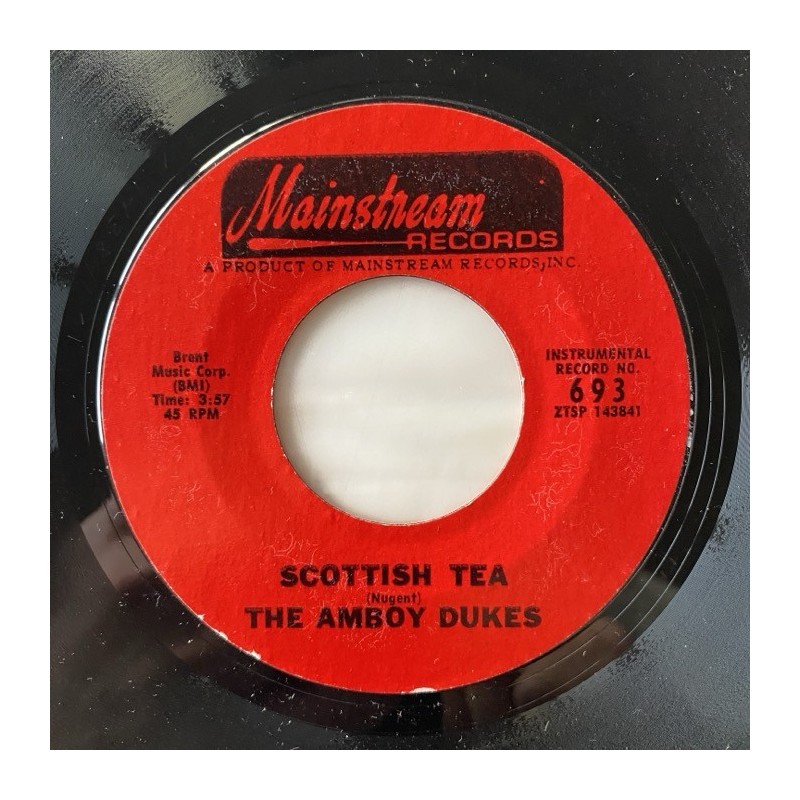 Mainstream
RECORDS
A PRODUCT OF MAINSTREAM RECORDS, INC.
Brent
Music Corp.
(BMI)
Time: 3:57
45 RPM
INSTRUMENTAL
RECORD NO.
693
ZTSP 143841
SCOTTISH TEA
(Nugent)
THE AMBOY DUKES